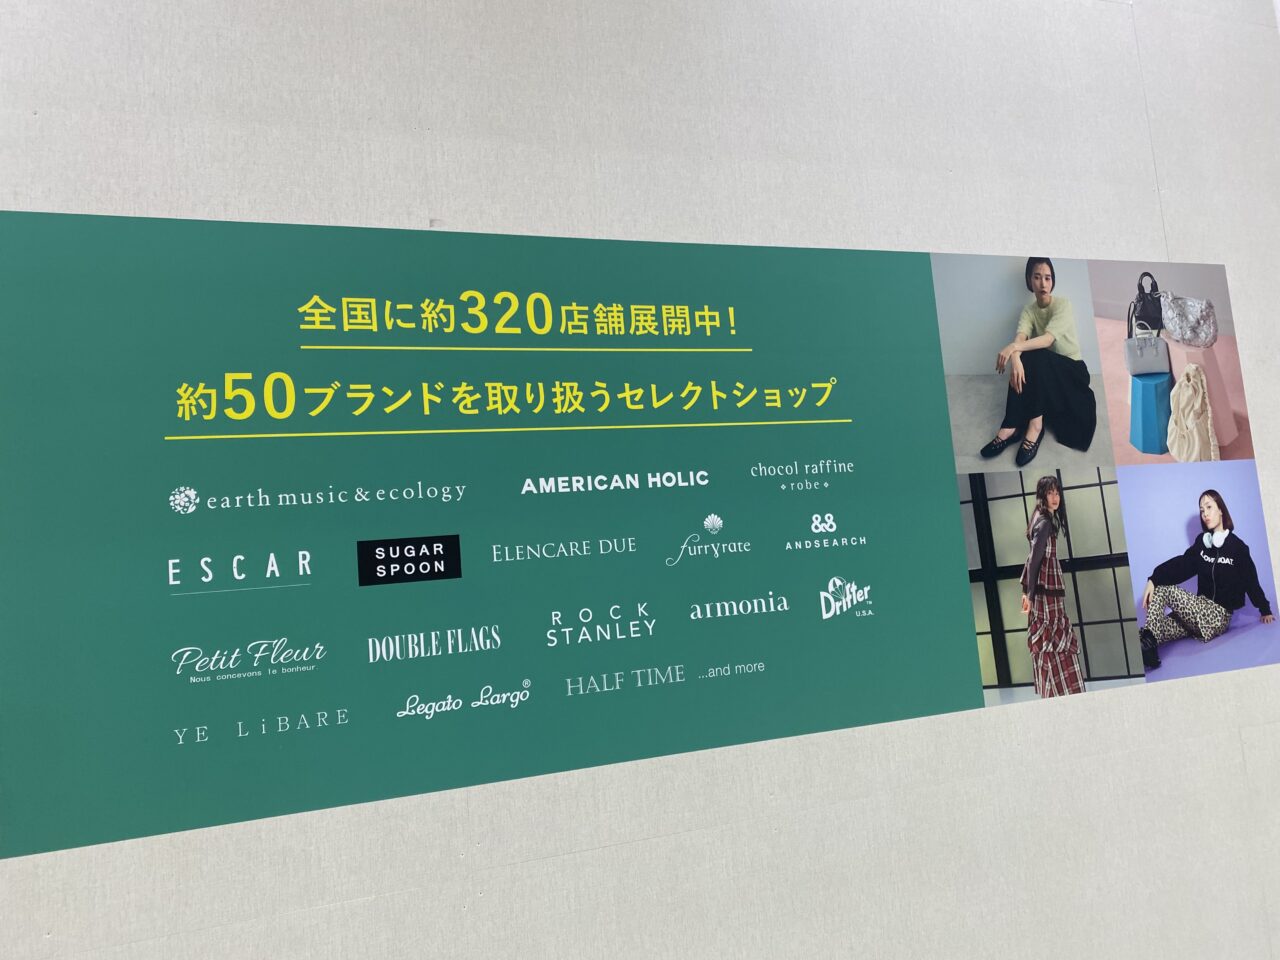 全国に約320店舗展開中!
約50ブランドを取り扱うセレクトショップ
earth music & ecology
AMERICAN HOLIC
chocol raffine
robe
ESCAR
SUGAR
SPOON
ELENCARE DUE
furryrate
&&
ANDSEARCH
Petit Fleur
Nous concevons le bonheur.
DOUBLE FLAGS
ROCK
STANLEY
armonia
Drifter™
U.S.A.
YE LiBARE
Legato Largo®
HALF TIME
...and more